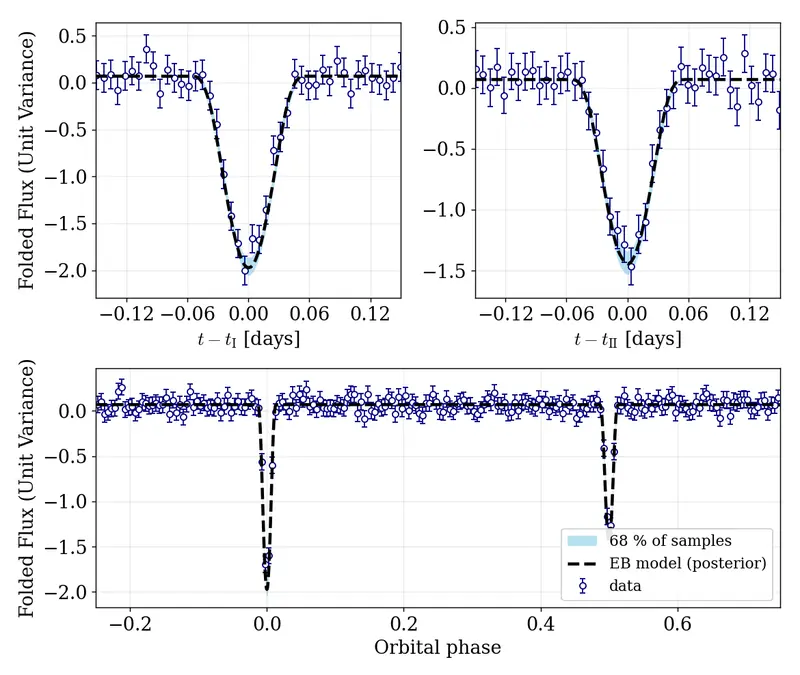 Folded Flux (Unit Variance)
0.5
0.0
−0.5
−1.0
−1.5
−2.0
−0.12 −0.06 0.00 0.06 0.12
t − tI [days]
0.5
0.0
−0.5
−1.0
−1.5
−0.12 −0.06 0.00 0.06 0.12
t − tII [days]
Folded Flux (Unit Variance)
0.0
−0.5
−1.0
−1.5
−2.0
68 % of samples
EB model (posterior)
data
−0.2 0.0 0.2 0.4 0.6
Orbital phase